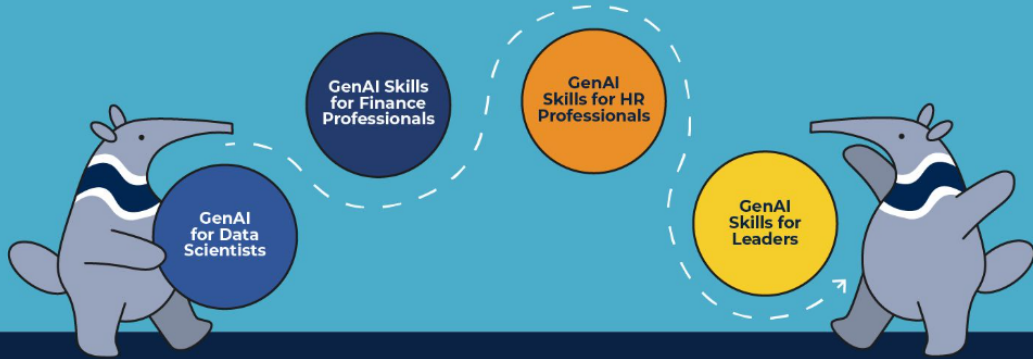 GenAI
for Data
Scientists
GenAI Skills
for Finance
Professionals
GenAI
Skills for HR
Professionals
GenAI
Skills for
Leaders